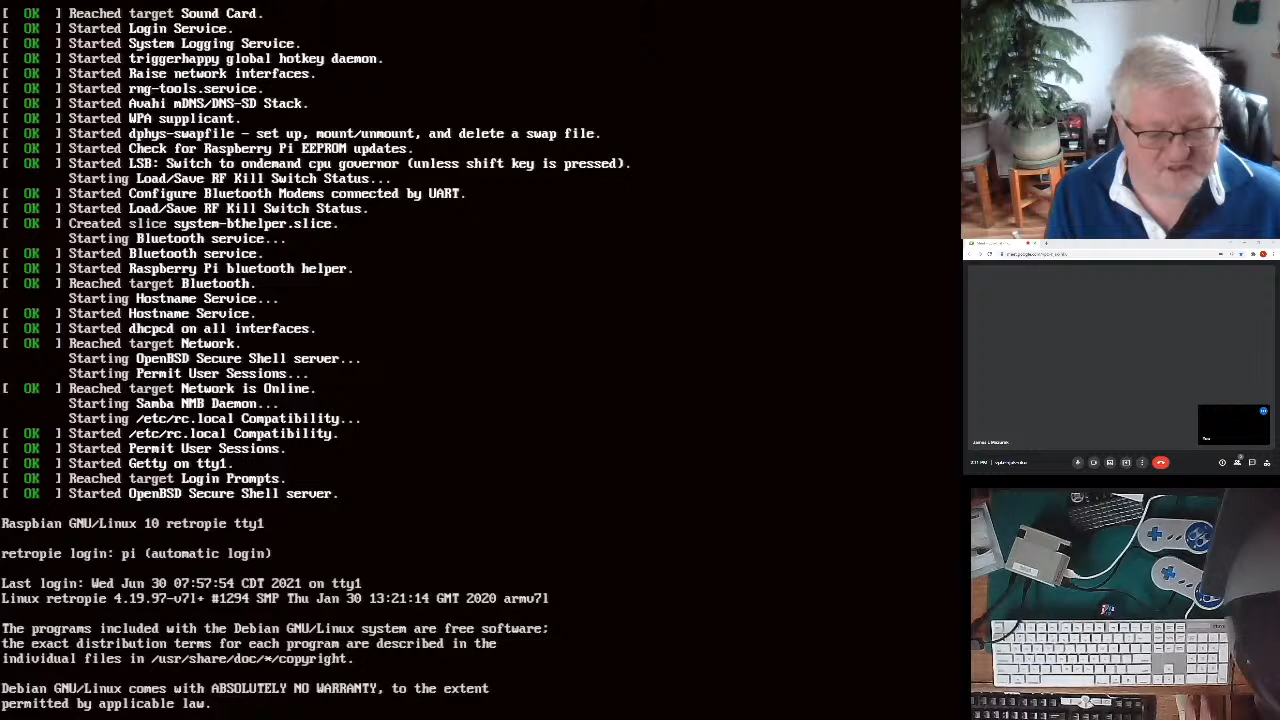 [  OK  ] Reached target Sound Card.
[  OK  ] Started Login Service.
[  OK  ] Started System Logging Service.
[  OK  ] Started triggerhappy global hotkey daemon.
[  OK  ] Started Raise network interfaces.
[  OK  ] Started rng-tools.service.
[  OK  ] Started Avahi mDNS/DNS-SD Stack.
[  OK  ] Started WPA supplicant.
[  OK  ] Started dphys-swapfile - set up, mount/unmount, and delete a swap file.
[  OK  ] Started Check for Raspberry Pi EEPROM updates.
[  OK  ] Started LSB: Switch to ondemand cpu governor (unless shift key is pressed).
Starting Load/Save RF Kill Switch Status...
[  OK  ] Started Configure Bluetooth Modems connected by UART.
[  OK  ] Started Load/Save RF Kill Switch Status.
[  OK  ] Created slice system-bthelper.slice.
Starting Bluetooth service...
[  OK  ] Started Bluetooth service.
[  OK  ] Started Raspberry Pi bluetooth helper.
[  OK  ] Reached target Bluetooth.
Starting Hostname Service...
[  OK  ] Started Hostname Service.
[  OK  ] Started dhcpcd on all interfaces.
[  OK  ] Reached target Network.
Starting OpenBSD Secure Shell server...
Starting Permit User Sessions...
[  OK  ] Reached target Network is Online.
Starting Samba NMB Daemon...
Starting /etc/rc.local Compatibility...
[  OK  ] Started /etc/rc.local Compatibility.
[  OK  ] Started Permit User Sessions.
[  OK  ] Started Getty on tty1.
[  OK  ] Reached target Login Prompts.
[  OK  ] Started OpenBSD Secure Shell server.
Raspbian GNU/Linux 10 retropie tty1
retropie login: pi (automatic login)
Last login: Wed Jun 30 07:57:54 CDT 2021 on tty1
Linux retropie 4.19.97-v7l+ #1294 SMP Thu Jan 30 13:21:14 GMT 2020 armv7l
The programs included with the Debian GNU/Linux system are free software;
the exact distribution terms for each program are described in the
individual files in /usr/share/doc/*/copyright.
Debian GNU/Linux comes with ABSOLUTELY NO WARRANTY, to the extent
permitted by applicable law.
You